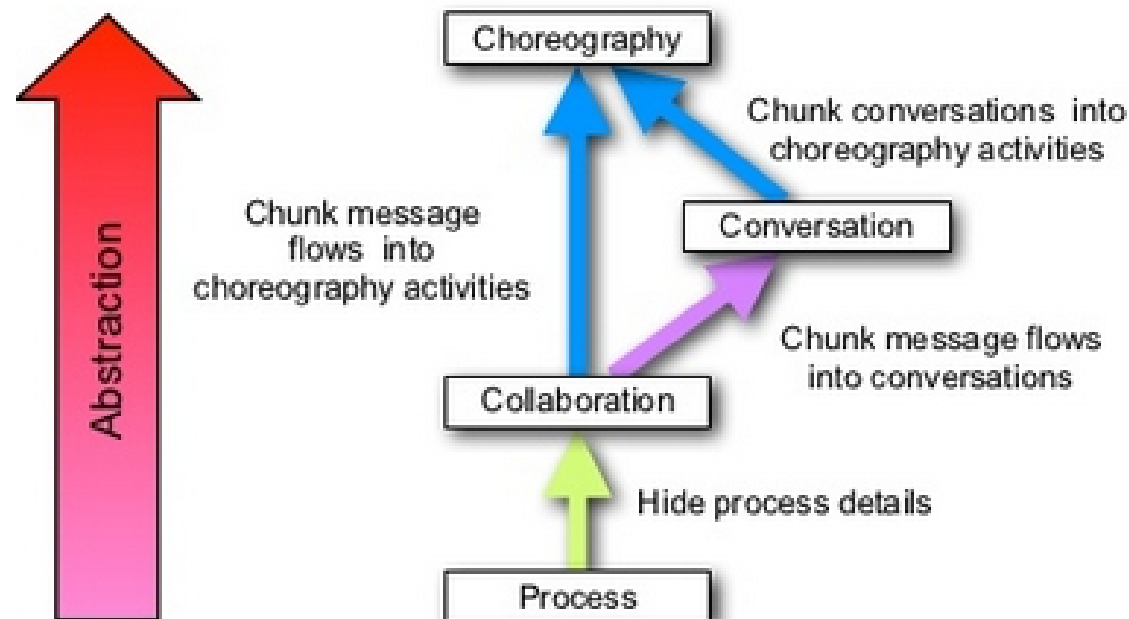 Choreography
Chunk conversations into
choreography activities
Chunk message
flows into
choreography activities
Conversation
Abstraction
Chunk message flows
into conversations
Collaboration
Hide process details
Process